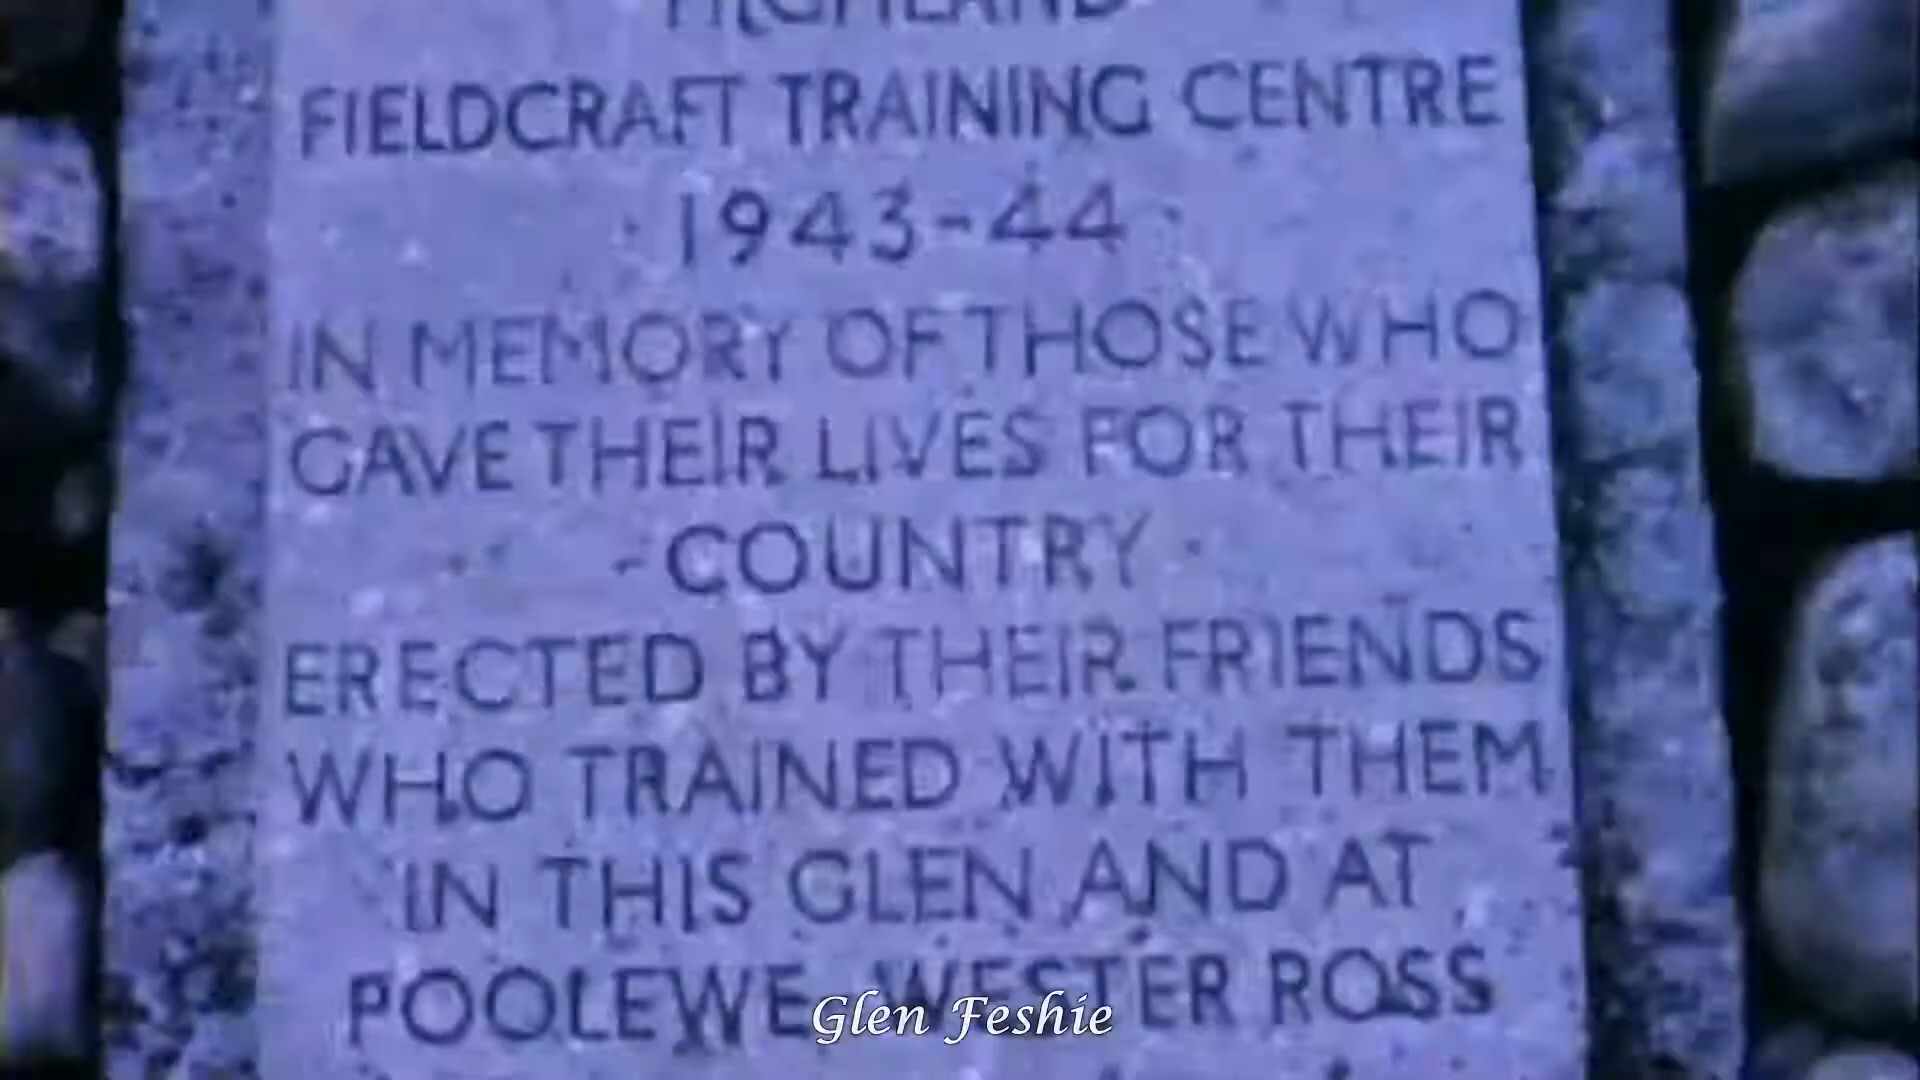 HIGHLAND
FIELDCRAFT TRAINING CENTRE
· 1943-44 ·
IN MEMORY OF THOSE WHO
GAVE THEIR LIVES FOR THEIR
- COUNTRY -
ERECTED BY THEIR FRIENDS
WHO TRAINED WITH THEM
IN THIS GLEN AND AT
POOLEWE, WESTER ROSS
Glen Feshie